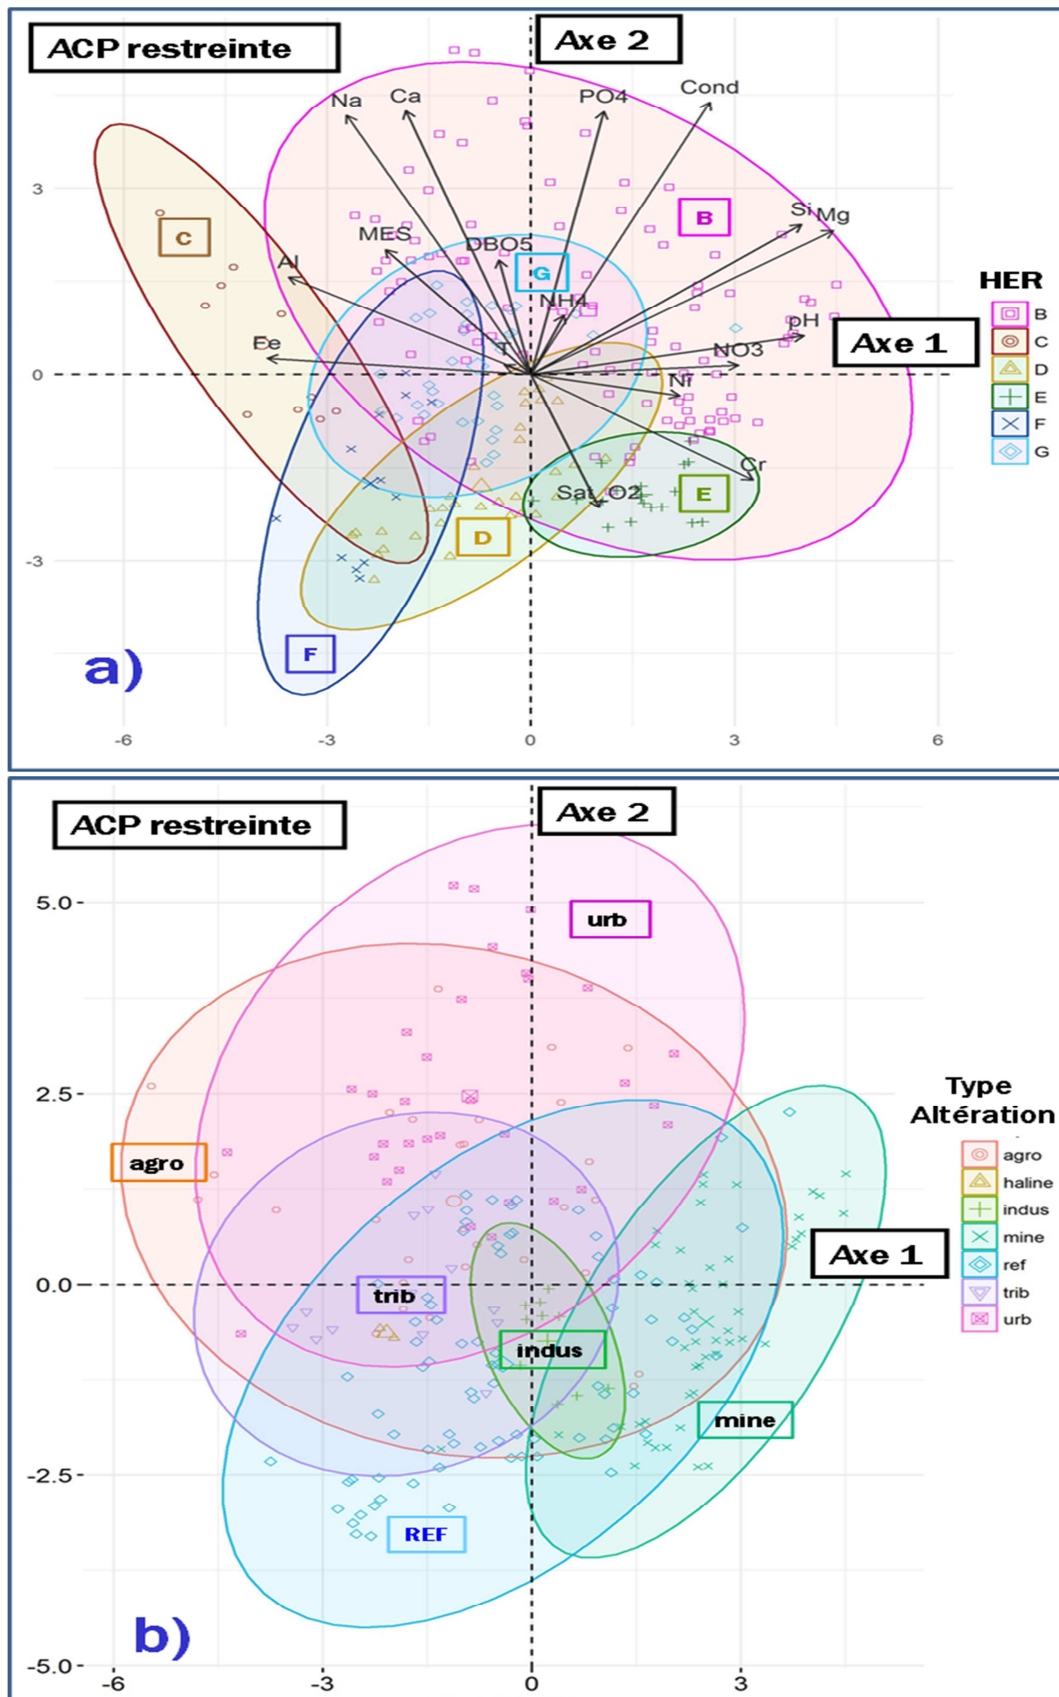 ACP restreinte
Axe 2
Na
Ca
PO4
Cond
3
C
MES
DBO5
B
Si
Mg
Al
G
NH4
HER
Fe
T
pH
Axe 1
NO3
0
Ni
B
C
D
E
F
G
Cr
Sat_O2
E
D
-3
F
a)
-6
-3
0
3
6
ACP restreinte
Axe 2
5.0
urb
2.5
Type
Altération
agro
agro
haline
indus
mine
ref
trib
urb
Axe 1
0.0
trib
indus
mine
-2.5
REF
b)
-5.0
-6
-3
0
3